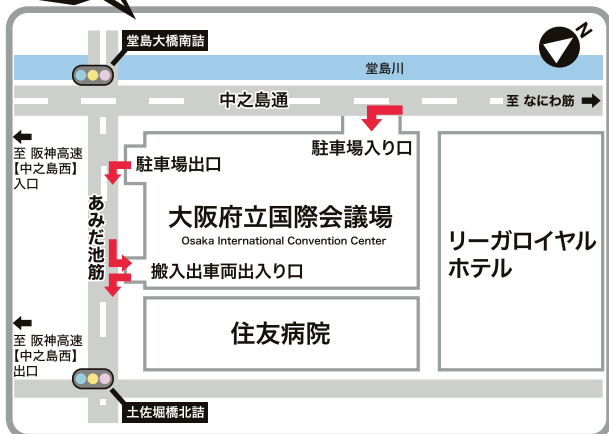 堂島大橋南詰
N
堂島川
中之島通
至 なにわ筋
至 阪神高速
【中之島西】
入口
駐車場出口
駐車場入り口
あみだ池筋
大阪府立国際会議場
Osaka International Convention Center
リーガロイヤル
ホテル
搬入出車両出入り口
住友病院
至 阪神高速
【中之島西】
出口
土佐堀橋北詰